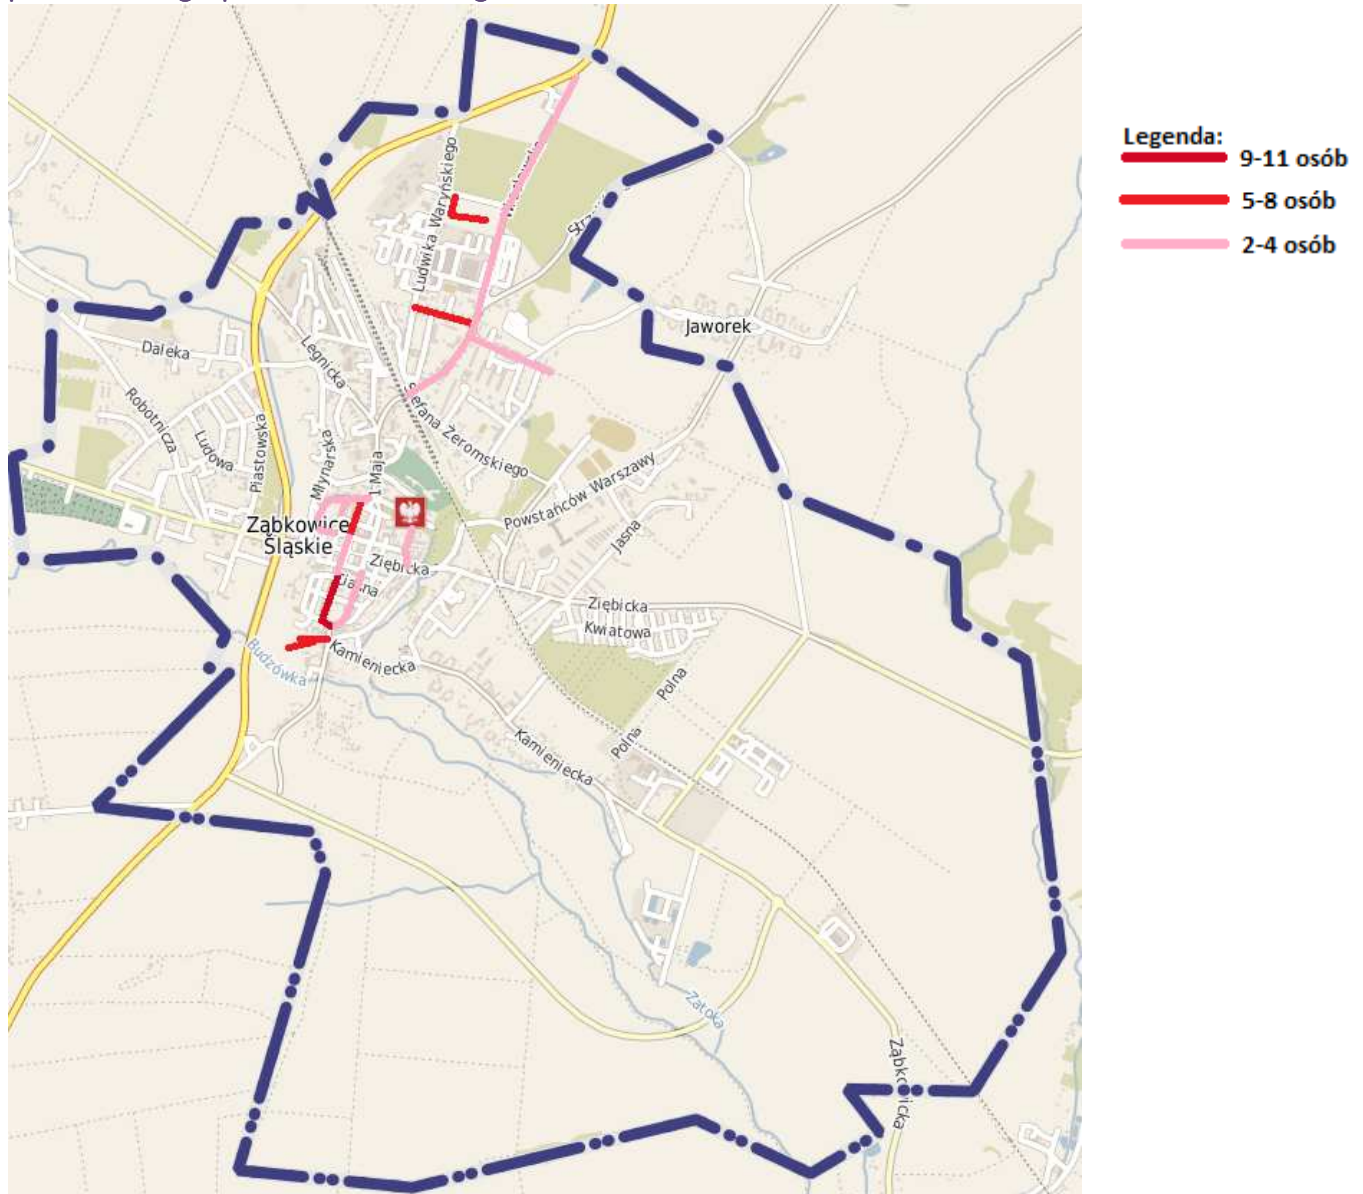 Legenda:
9-11 osób
5-8 osób
2-4 osób
Ludwika Waryńskiego
Jaworek
Daleka
Legnicka
Robotnicza
Ludowa
Piastowska
Młynarska
1 Maja
Stefana Żeromskiego
Powstańców Warszawy
Jasna
Ząbkowice
Śląskie
Ziębicka
Ciasna
Ziębicka
Kwiatowa
Kamieniecka
Budzówka
Polna
Polna
Kamieniecka
Zatoka
Ząbkowicka